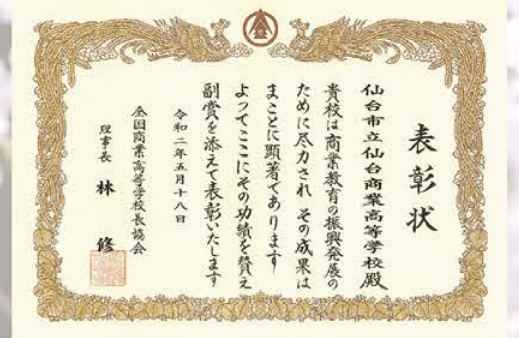 表彰状
仙台市立仙台商業高等学校殿
貴校は商業教育の振興発展の
ために尽力され その成果は
まことに顕著であります
よってここにその功績を賛え
副賞を添えて表彰いたします
令和二年五月十八日
全国商業高等学校長協会
理事長 林 修